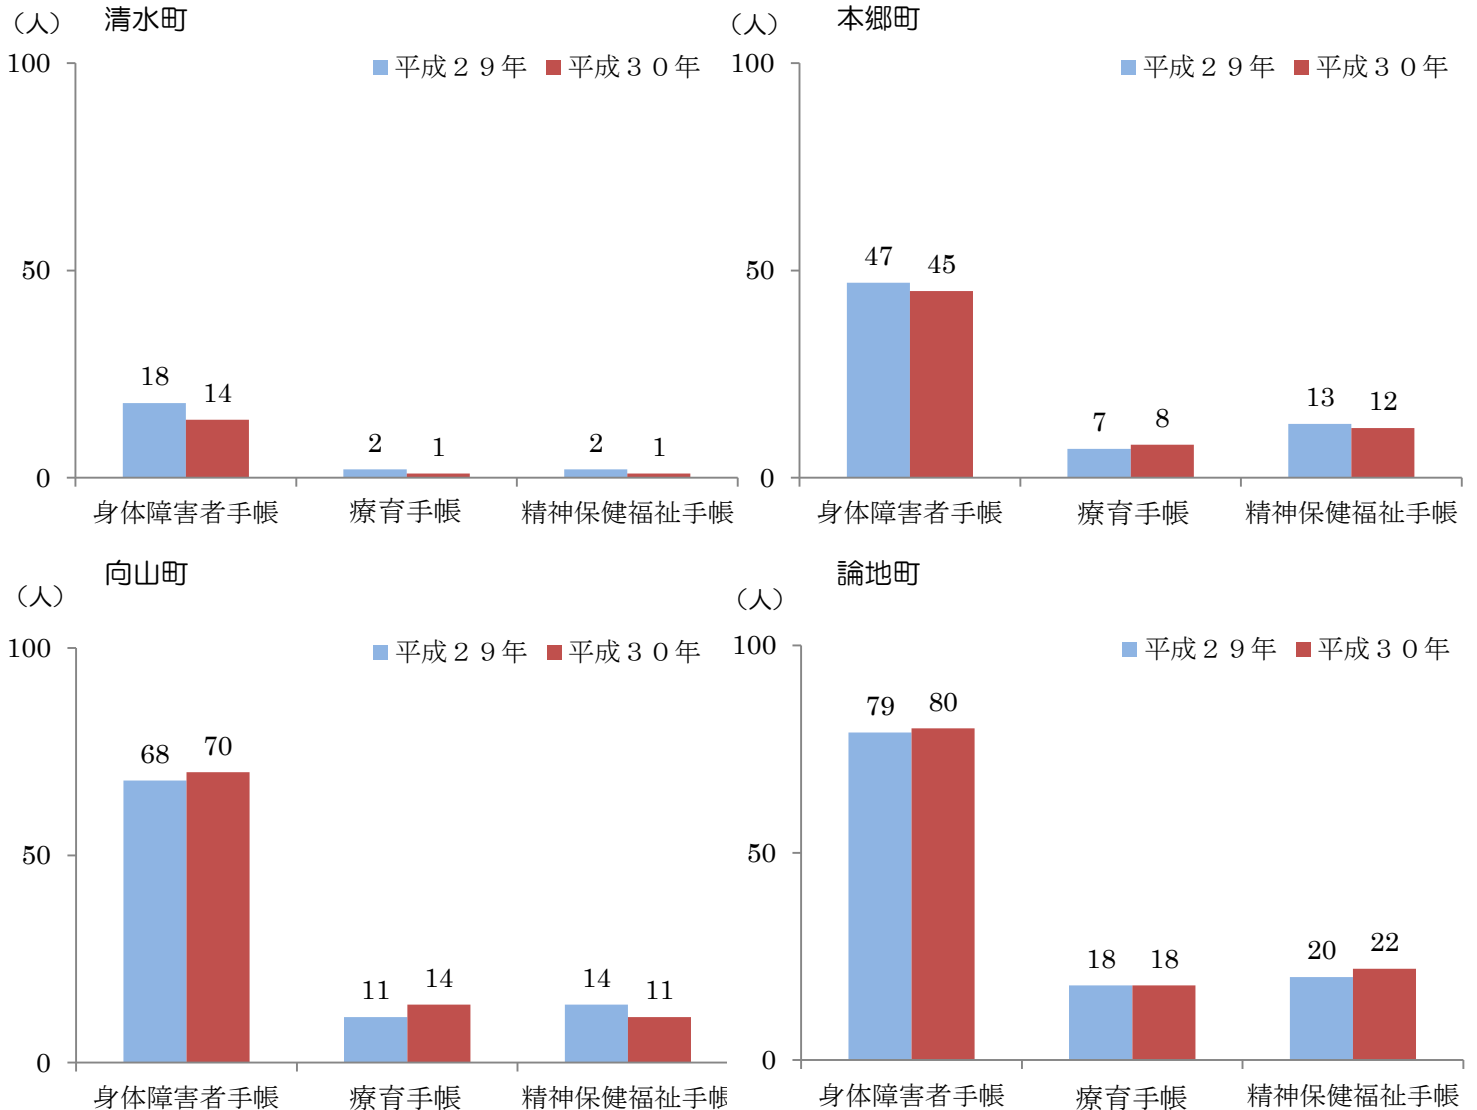 （人）
清水町
平成２９年
平成３０年
100
50
0
18
14
2
1
2
1
身体障害者手帳
療育手帳
精神保健福祉手帳
（人）
本郷町
平成２９年
平成３０年
100
50
0
47
45
7
8
13
12
身体障害者手帳
療育手帳
精神保健福祉手帳
（人）
向山町
平成２９年
平成３０年
100
50
0
68
70
11
14
14
11
身体障害者手帳
療育手帳
精神保健福祉手帳
（人）
論地町
平成２９年
平成３０年
100
50
0
79
80
18
18
20
22
身体障害者手帳
療育手帳
精神保健福祉手帳